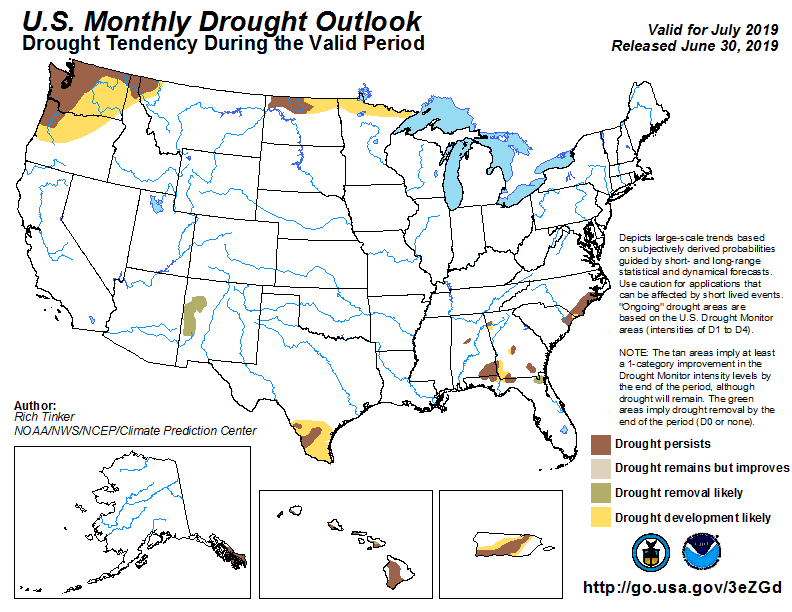 U.S. Monthly Drought Outlook
Drought Tendency During the Valid Period
Valid for July 2019
Released June 30, 2019
Depicts large-scale trends based
on subjectively derived probabilities
guided by short- and long-range
statistical and dynamical forecasts.
Use caution for applications that
can be affected by short lived events.
"Ongoing" drought areas are
based on the U.S. Drought Monitor
areas (intensities of D1 to D4).
NOTE: The tan areas imply at least
a 1-category improvement in the
Drought Monitor intensity levels by
the end of the period, although
drought will remain. The green
areas imply drought removal by the
end of the period (D0 or none).
Author:
Rich Tinker
NOAA/NWS/NCEP/Climate Prediction Center
Drought persists
Drought remains but improves
Drought removal likely
Drought development likely
http://go.usa.gov/3eZGd